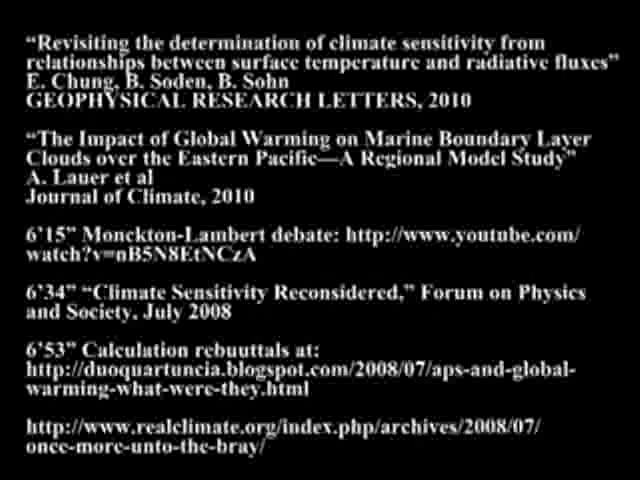 “Revisiting the determination of climate sensitivity from
relationships between surface temperature and radiative fluxes”
E. Chung, B. Soden, B. Sohn
GEOPHYSICAL RESEARCH LETTERS, 2010
“The Impact of Global Warming on Marine Boundary Layer
Clouds over the Eastern Pacific—A Regional Model Study”
A. Lauer et al
Journal of Climate, 2010
6’15” Monckton-Lambert debate: http://www.youtube.com/
watch?v=nB5N8EtNCzA
6’34” “Climate Sensitivity Reconsidered,” Forum on Physics
and Society, July 2008
6’53” Calculation rebuuttals at:
http://duoquartuncia.blogspot.com/2008/07/aps-and-global-
warming-what-were-they.html
http://www.realclimate.org/index.php/archives/2008/07/
once-more-unto-the-bray/